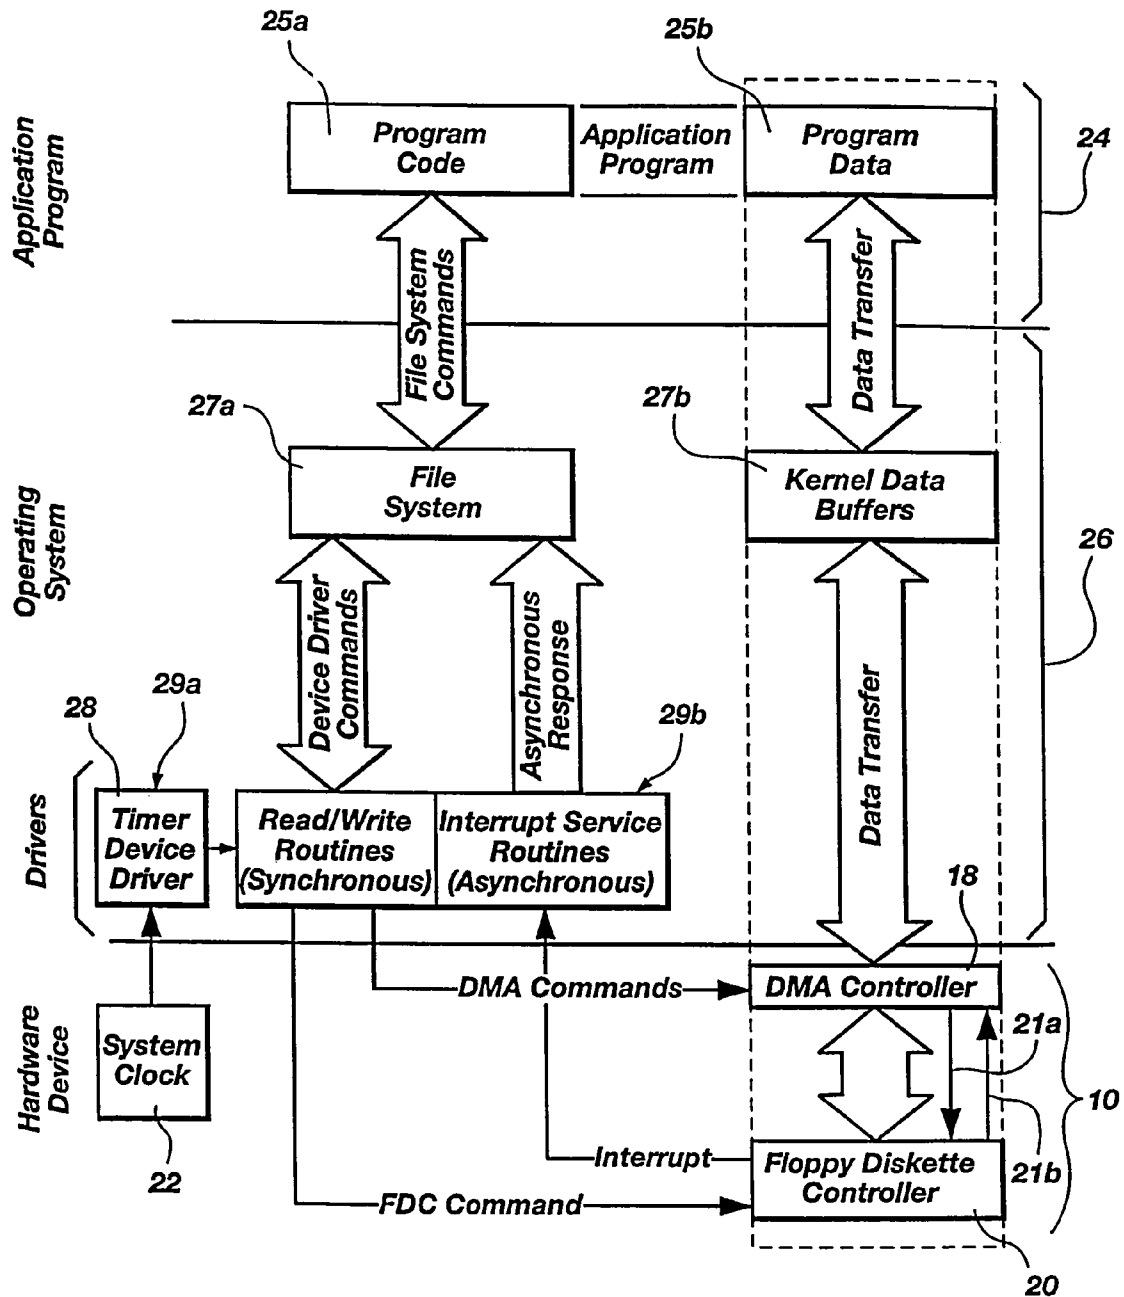 25a
25b
Application
Program
Program
Code
Application
Program
Program
Data
24
File System
Commands
Data Transfer
27a
27b
File
System
Kernel Data
Buffers
Operating
System
26
Device Driver
Commands
Asynchronous
Response
Data Transfer
28
29a
29b
Drivers
Timer
Device
Driver
Read/Write
Routines
(Synchronous)
Interrupt Service
Routines
(Asynchronous)
18
DMA Commands
DMA Controller
Hardware
Device
System
Clock
22
21a
10
21b
Interrupt
Floppy Diskette
Controller
FDC Command
20